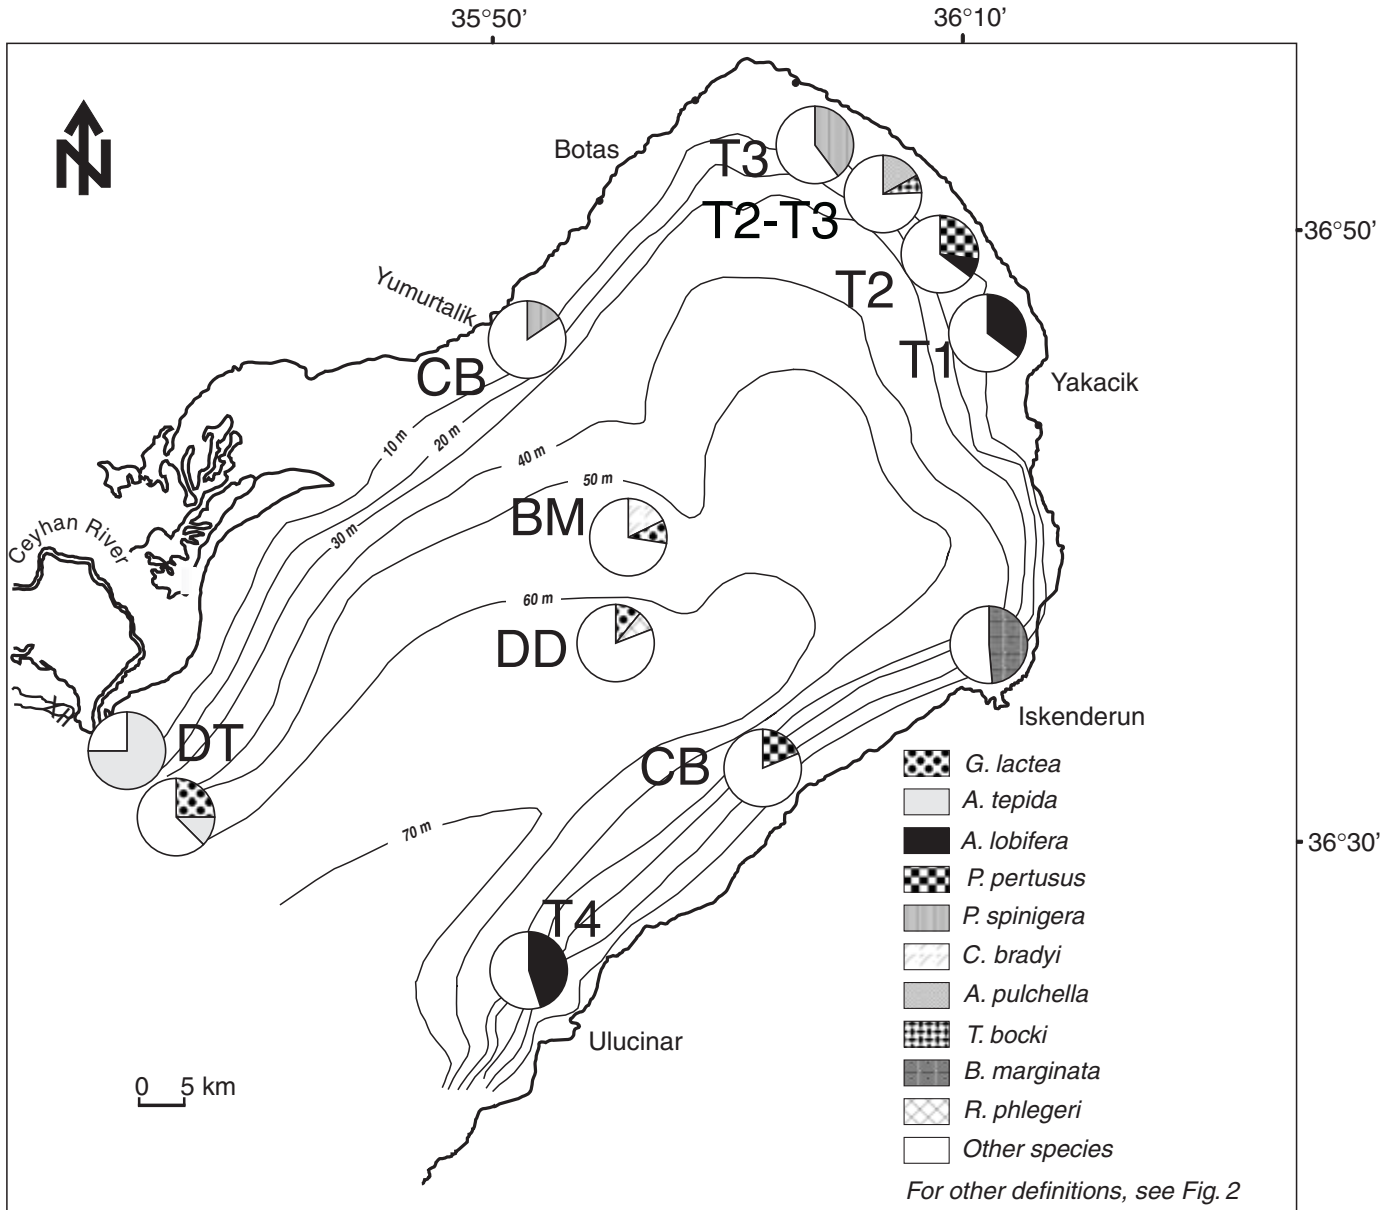 35°50'
36°10'
N
Botas
T3
T2-T3
36°50'
Yumurtalik
T2
CB
T1
Yakacik
10 m
20 m
40 m
50 m
BM
Ceyhan River
30 m
60 m
DD
Iskenderun
DT
CB
G. lactea
A. tepida
A. lobifera
P. pertusus
P. spinigera
C. bradyi
A. pulchella
T. bocki
B. marginata
R. phlegeri
Other species
For other definitions, see Fig. 2
70 m
36°30'
T4
Ulucinar
0 5 km